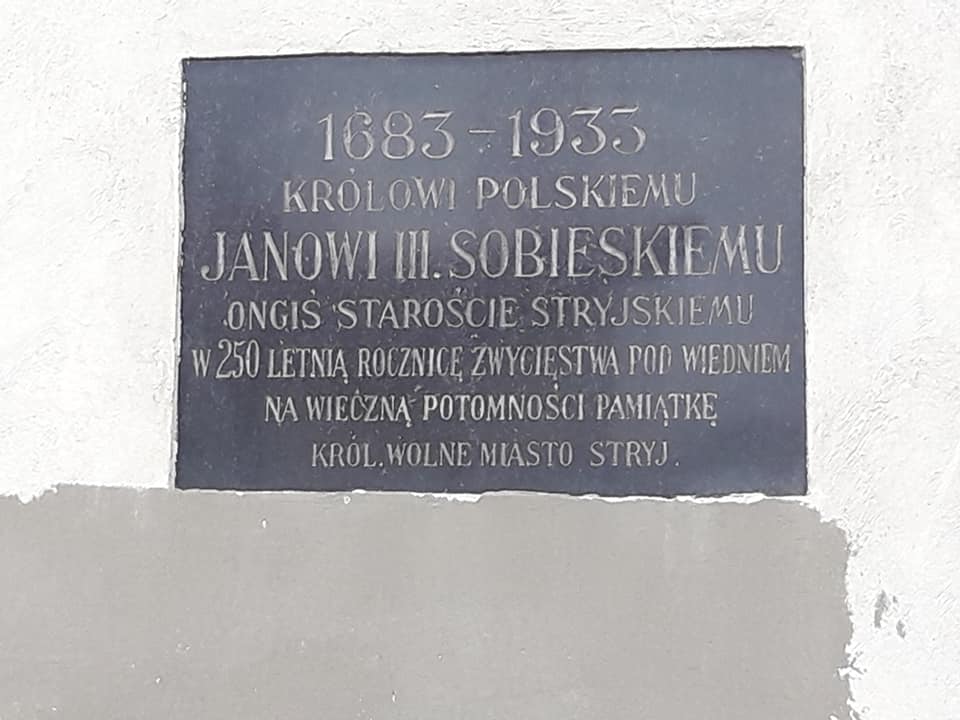 1683-1933
KRÓLOWI POLSKIEMU
JANOWI III. SOBIESKIEMU
ONGIŚ STAROŚCIE STRYJSKIEMU
W 250 LETNIĄ ROCZNICĘ ZWYCIĘSTWA POD WIEDNIEM
NA WIECZNĄ POTOMNOŚCI PAMIĄTKĘ
KRÓL. WOLNE MIASTO STRYJ.